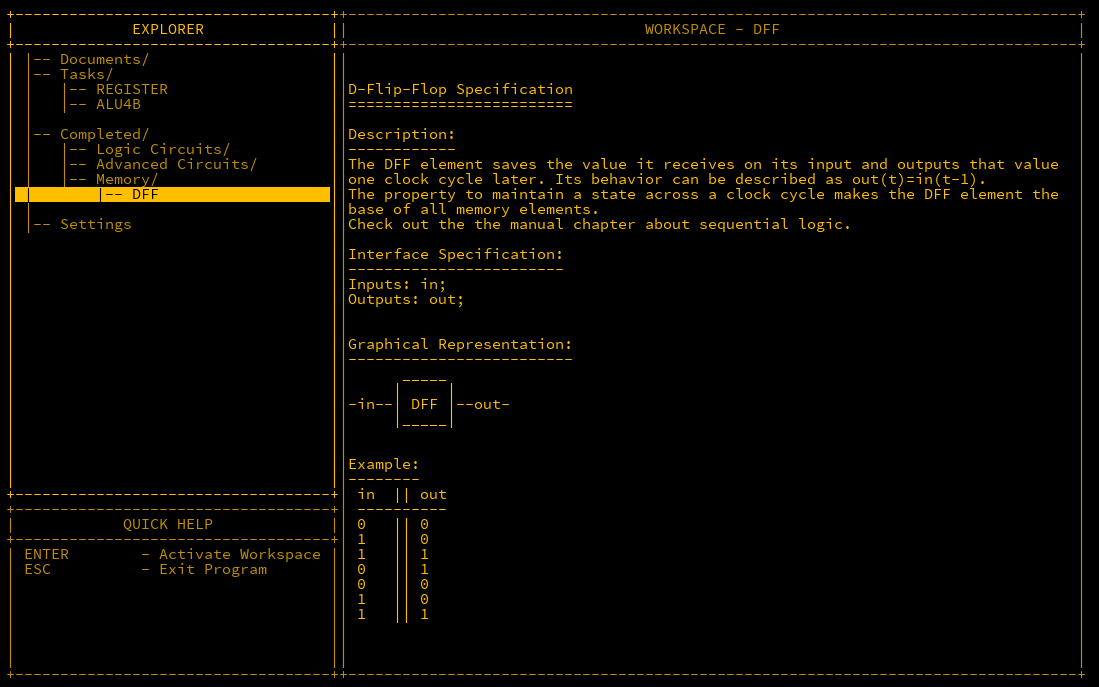 EXPLORER
|-- Documents/
|-- Tasks/
|   |-- REGISTER
|   |-- ALU4B
|
|-- Completed/
|   |-- Logic Circuits/
|   |-- Advanced Circuits/
|   |-- Memory/
|       |-- DFF
|
|-- Settings
QUICK HELP
ENTER        - Activate Workspace
ESC          - Exit Program
WORKSPACE - DFF
D-Flip-Flop Specification
=========================
Description:
------------
The DFF element saves the value it receives on its input and outputs that value
one clock cycle later. Its behavior can be described as out(t)=in(t-1).
The property to maintain a state across a clock cycle makes the DFF element the
base of all memory elements.
Check out the the manual chapter about sequential logic.
Interface Specification:
------------------------
Inputs: in;
Outputs: out;
Graphical Representation:
-------------------------
      _____
     |     |
-in--| DFF |--out-
     |_____|
Example:
--------
 in  || out
 ----------
 0   || 0
 1   || 0
 1   || 1
 0   || 1
 0   || 0
 1   || 0
 1   || 1